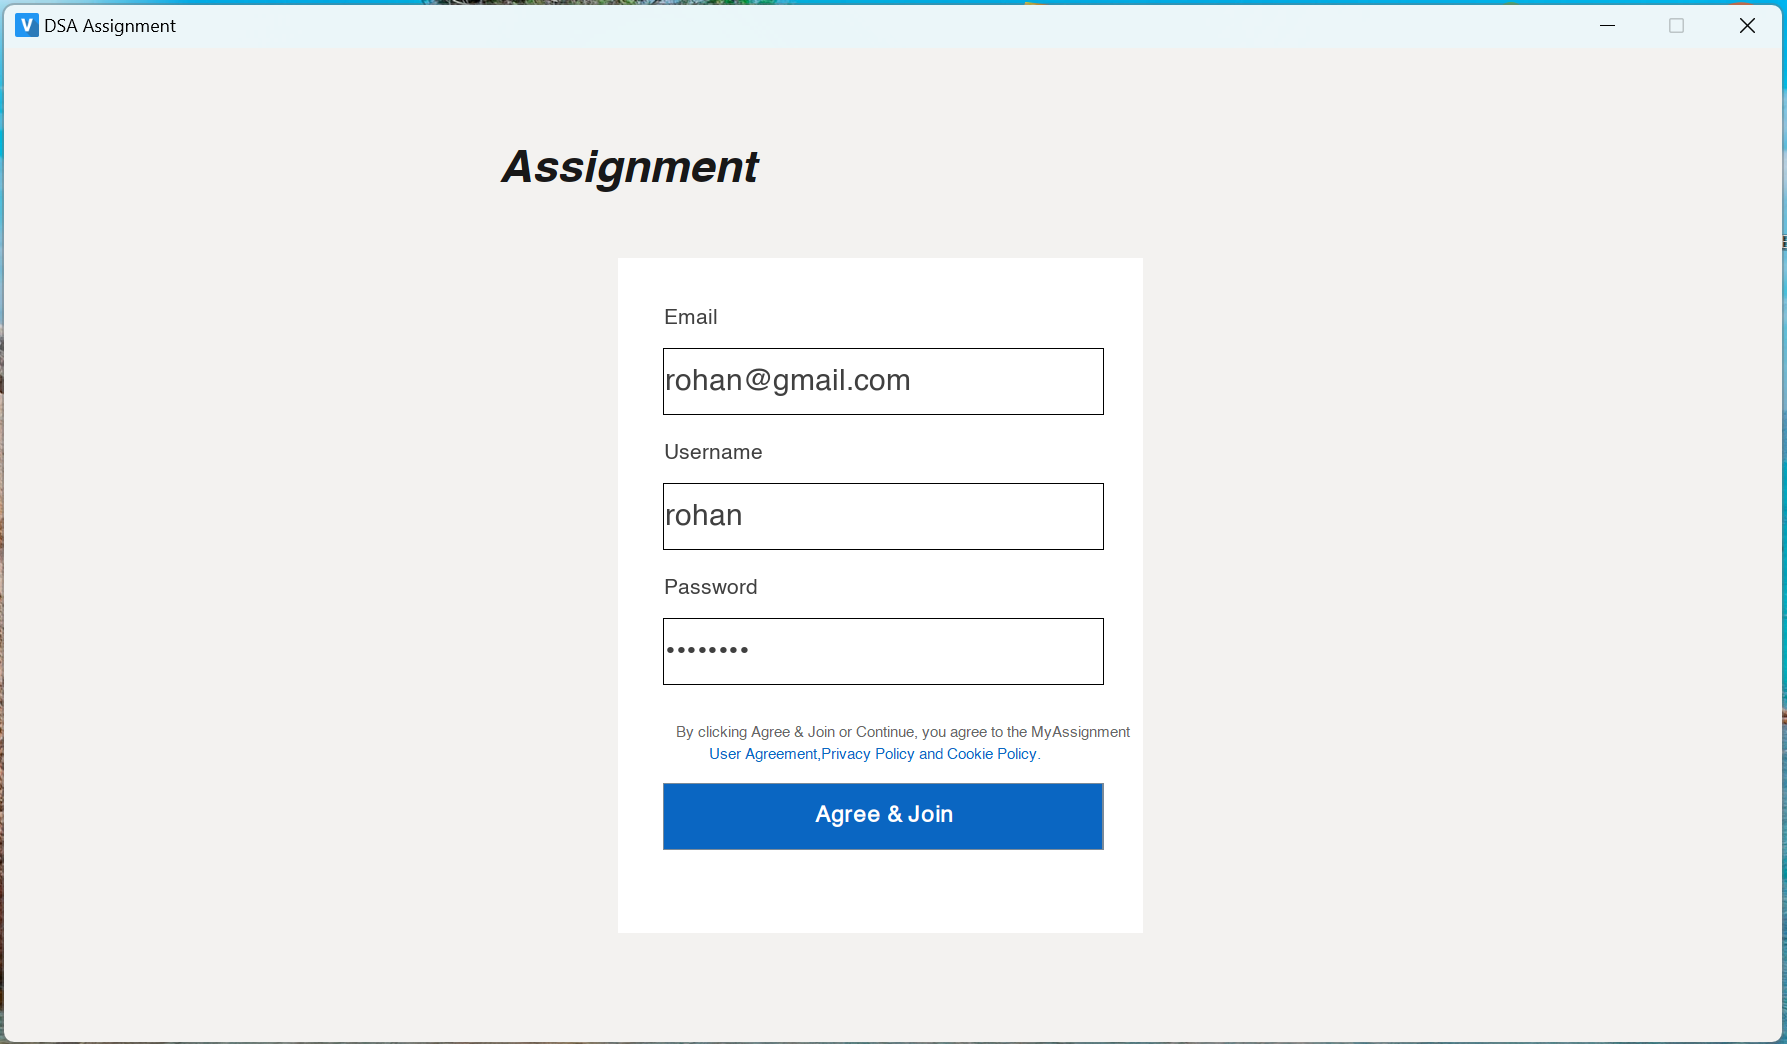 V DSA Assignment
Assignment
Email
rohan@gmail.com
Username
rohan
Password
••••••••
By clicking Agree & Join or Continue, you agree to the MyAssignment
User Agreement,Privacy Policy and Cookie Policy.
Agree & Join